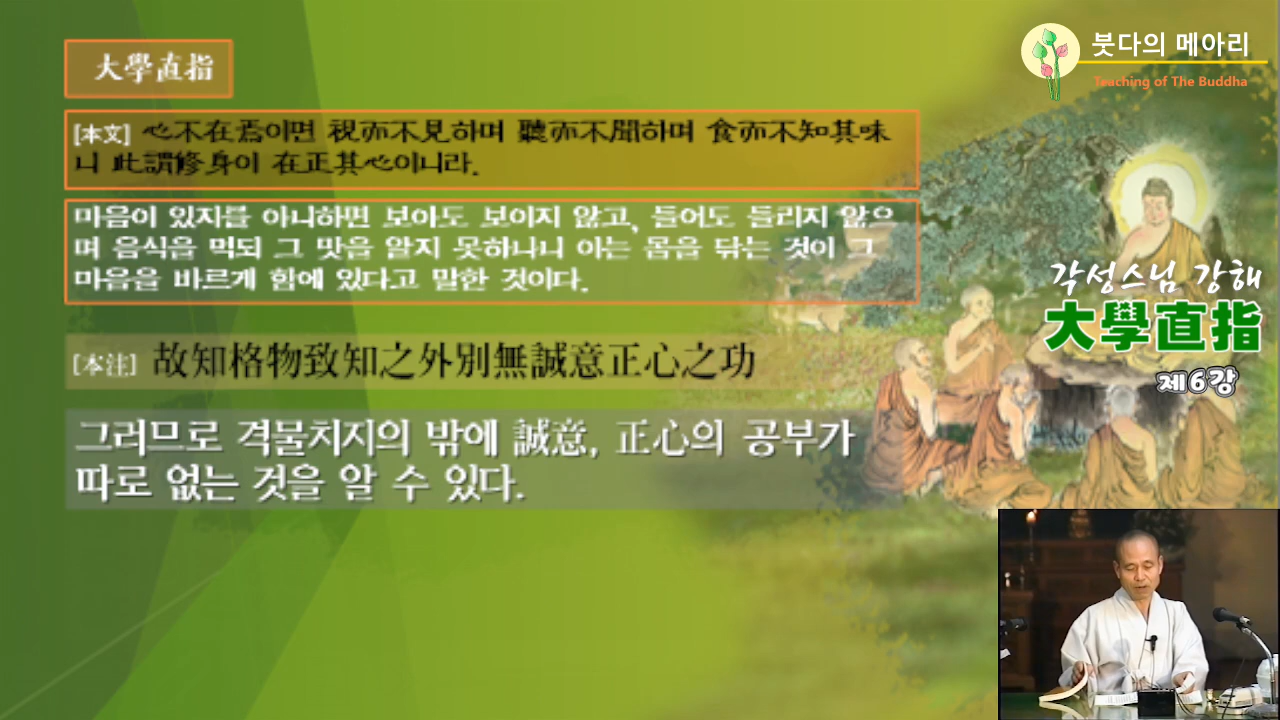 大學直指
[本文] 心不在焉이면 視而不見하며 聽而不聞하며 食而不知其味
니 此謂修身이 在正其心이니라.
마음이 있지를 아니하면 보아도 보이지 않고, 들어도 들리지 않으
며 음식을 먹되 그 맛을 알지 못하나니 아는 몸을 닦는 것이 그
마음을 바르게 함에 있다고 말한 것이다.
[本注] 故知格物致知之外別無誠意正心之功
그러므로 격물치지의 밖에 誠意, 正心의 공부가
따로 없는 것을 알 수 있다.
붓다의 메아리
Teaching of The Buddha
각성스님 강해
大學直指
제6강